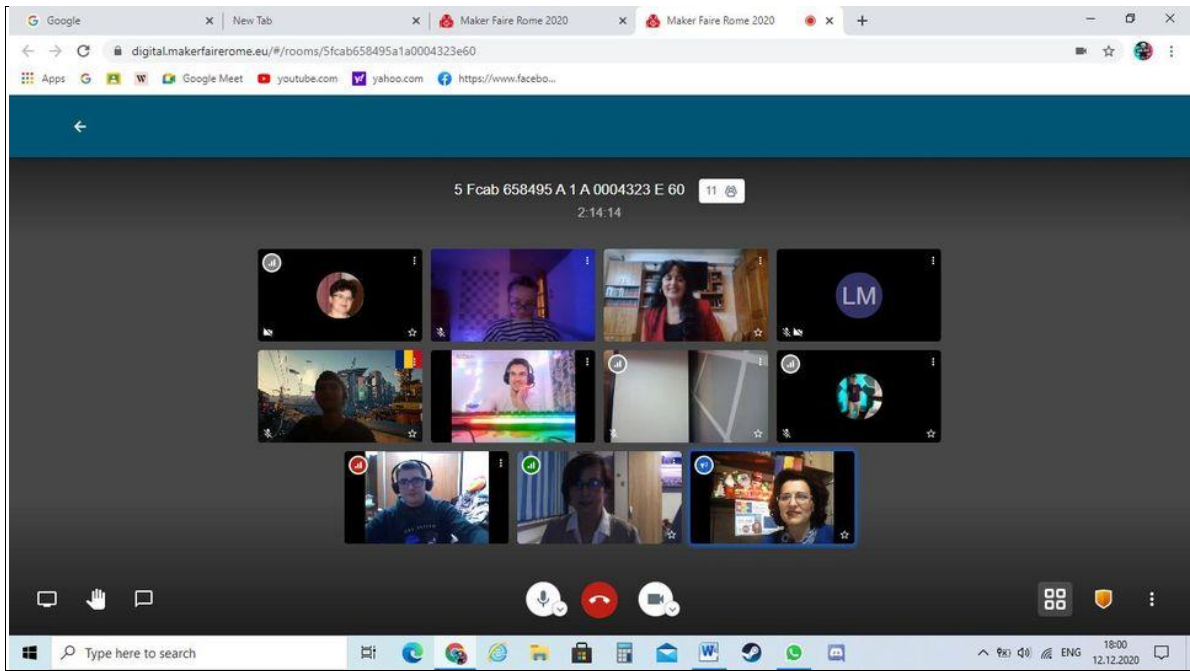 Google
New Tab
Maker Faire Rome 2020
Maker Faire Rome 2020
digital.makerfairerome.eu/#/rooms/5fcab658495a1a0004323e60
Apps
Google Meet
youtube.com
yahoo.com
https://www.facebo...
5 Fcab 658495 A 1 A 0004323 E 60
11
2:14:14
LM
Type here to search
ENG
18:00
12.12.2020